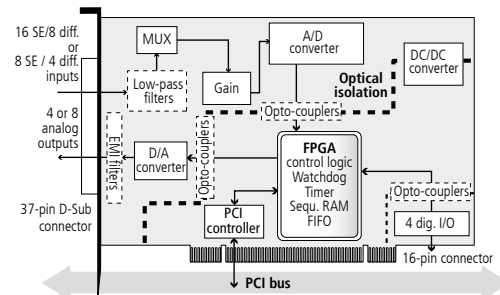 16 SE/8 diff.
or
8 SE / 4 diff.
inputs
MUX
A/D
converter
DC/DC
converter
Low-pass
filters
Gain
Optical
isolation
Opto-couplers
4 or 8
analog
outputs
EMI filters
D/A
converter
Opto-couplers
FPGA
control logic
Watchdog
Timer
Sequ. RAM
FIFO
Opto-couplers
37-pin D-Sub
connector
PCI
controller
4 dig. I/O
16-pin connector
PCI bus